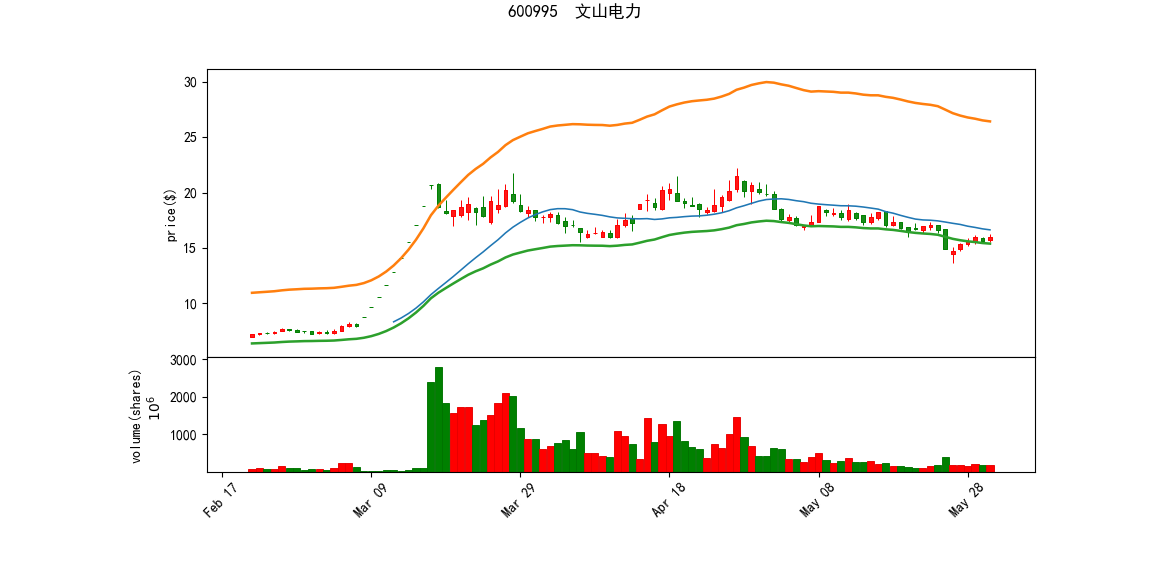 600995 文山电力
30
25
20
15
10
price($)
3000
2000
1000
volume(shares)
10^6
Feb 17
Mar 09
Mar 29
Apr 18
May 08
May 28